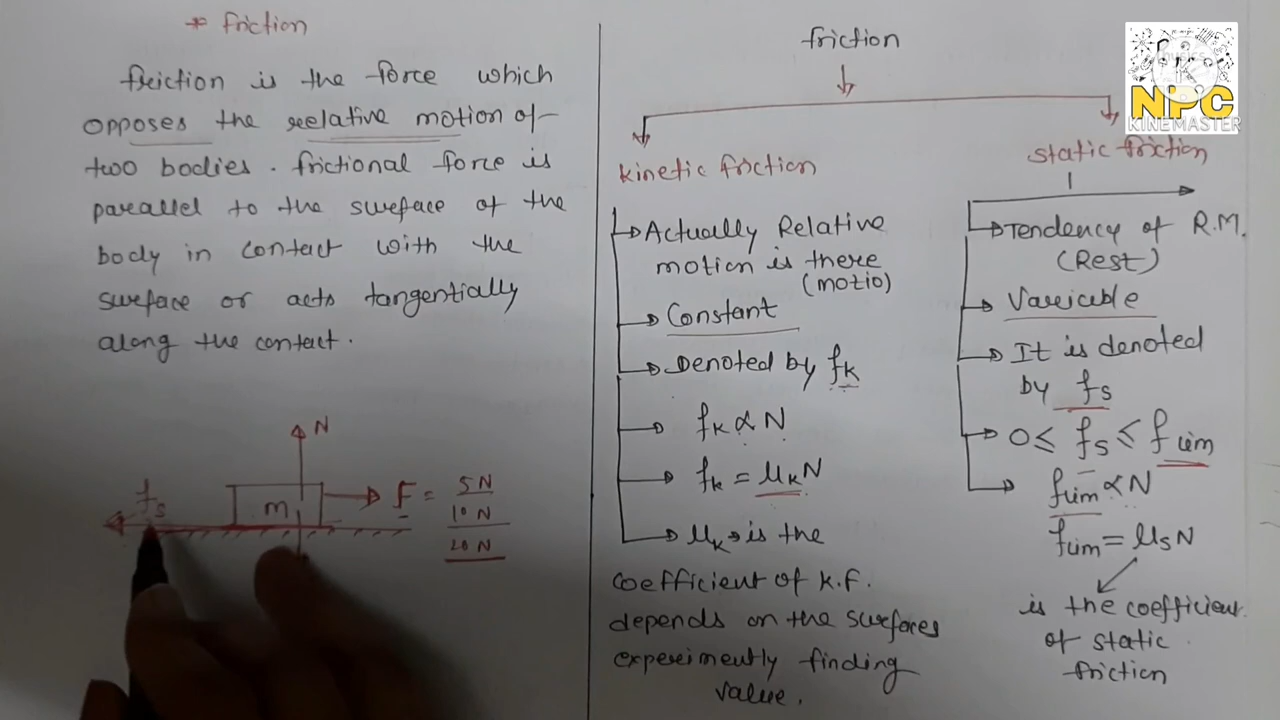 * friction
friction is the force which
opposes the relative motion of
two bodies. frictional force is
parallel to the surface of the
body in contact with the
surface or acts tangentially
along the contact.
N
fs
m
F = 5N
10 N
20 N
friction
kinetic friction
Actually Relative
motion is there
(motio)
Constant
Denoted by fk
fk ∝ N
fk = μkN
μk → is the
coefficient of K.F.
depends on the surfaces
experimently finding
value.
static friction
Tendency of R.M.
(Rest)
Variable
It is denoted
by fs
0 ≤ fs ≤ flim
flim ∝ N
flim = μsN
is the coefficient
of static
friction
NPC
KINEMASTER